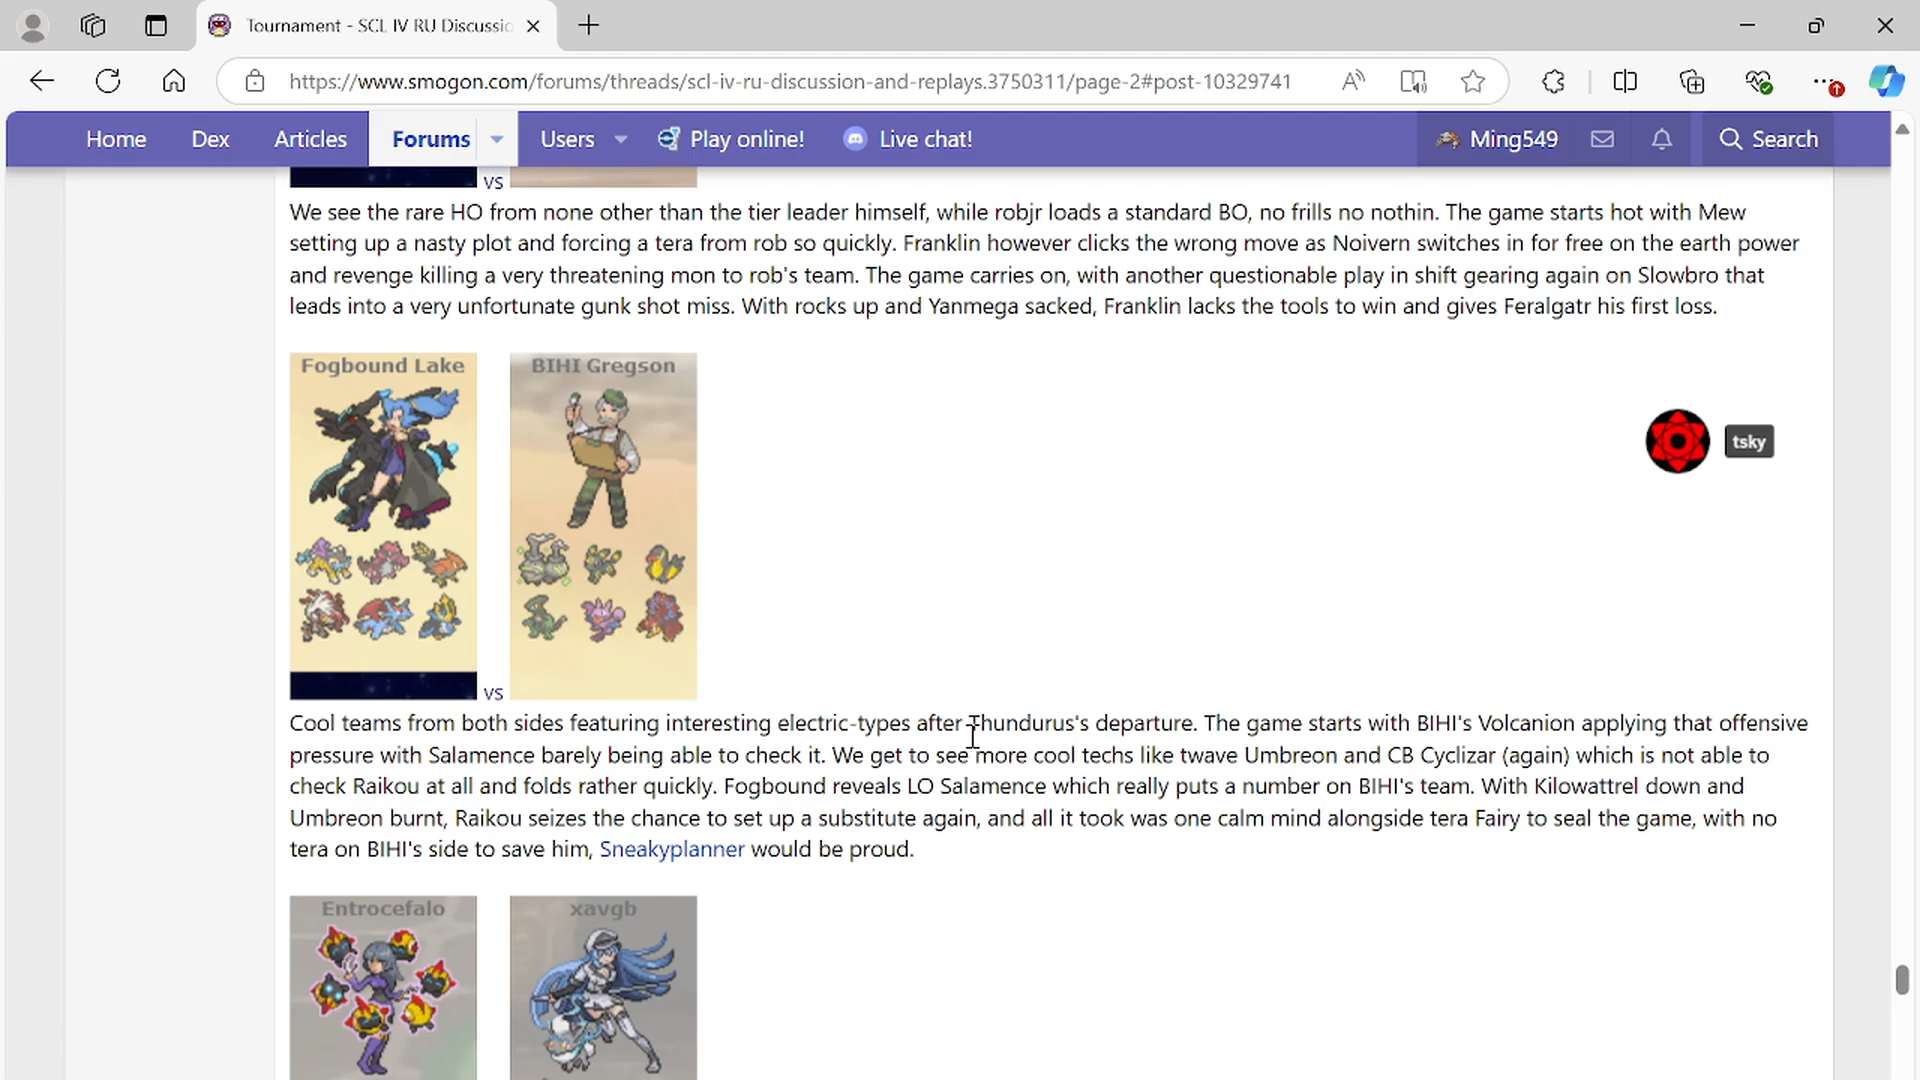 Tournament - SCL IV RU Discussio
https://www.smogon.com/forums/threads/scl-iv-ru-discussion-and-replays.3750311/page-2#post-10329741
Home Dex Articles Forums Users Play online! Live chat! Ming549 Search
vs
We see the rare HO from none other than the tier leader himself, while robjr loads a standard BO, no frills no nothin. The game starts hot with Mew
setting up a nasty plot and forcing a tera from rob so quickly. Franklin however clicks the wrong move as Noivern switches in for free on the earth power
and revenge killing a very threatening mon to rob's team. The game carries on, with another questionable play in shift gearing again on Slowbro that
leads into a very unfortunate gunk shot miss. With rocks up and Yanmega sacked, Franklin lacks the tools to win and gives Feralgatr his first loss.
Fogbound Lake BIHI Gregson
tsky
vs
Cool teams from both sides featuring interesting electric-types after Thundurus's departure. The game starts with BIHI's Volcanion applying that offensive
pressure with Salamence barely being able to check it. We get to see more cool techs like twave Umbreon and CB Cyclizar (again) which is not able to
check Raikou at all and folds rather quickly. Fogbound reveals LO Salamence which really puts a number on BIHI's team. With Kilowattrel down and
Umbreon burnt, Raikou seizes the chance to set up a substitute again, and all it took was one calm mind alongside tera Fairy to seal the game, with no
tera on BIHI's side to save him, Sneakyplanner would be proud.
Entrocefalo xavgb